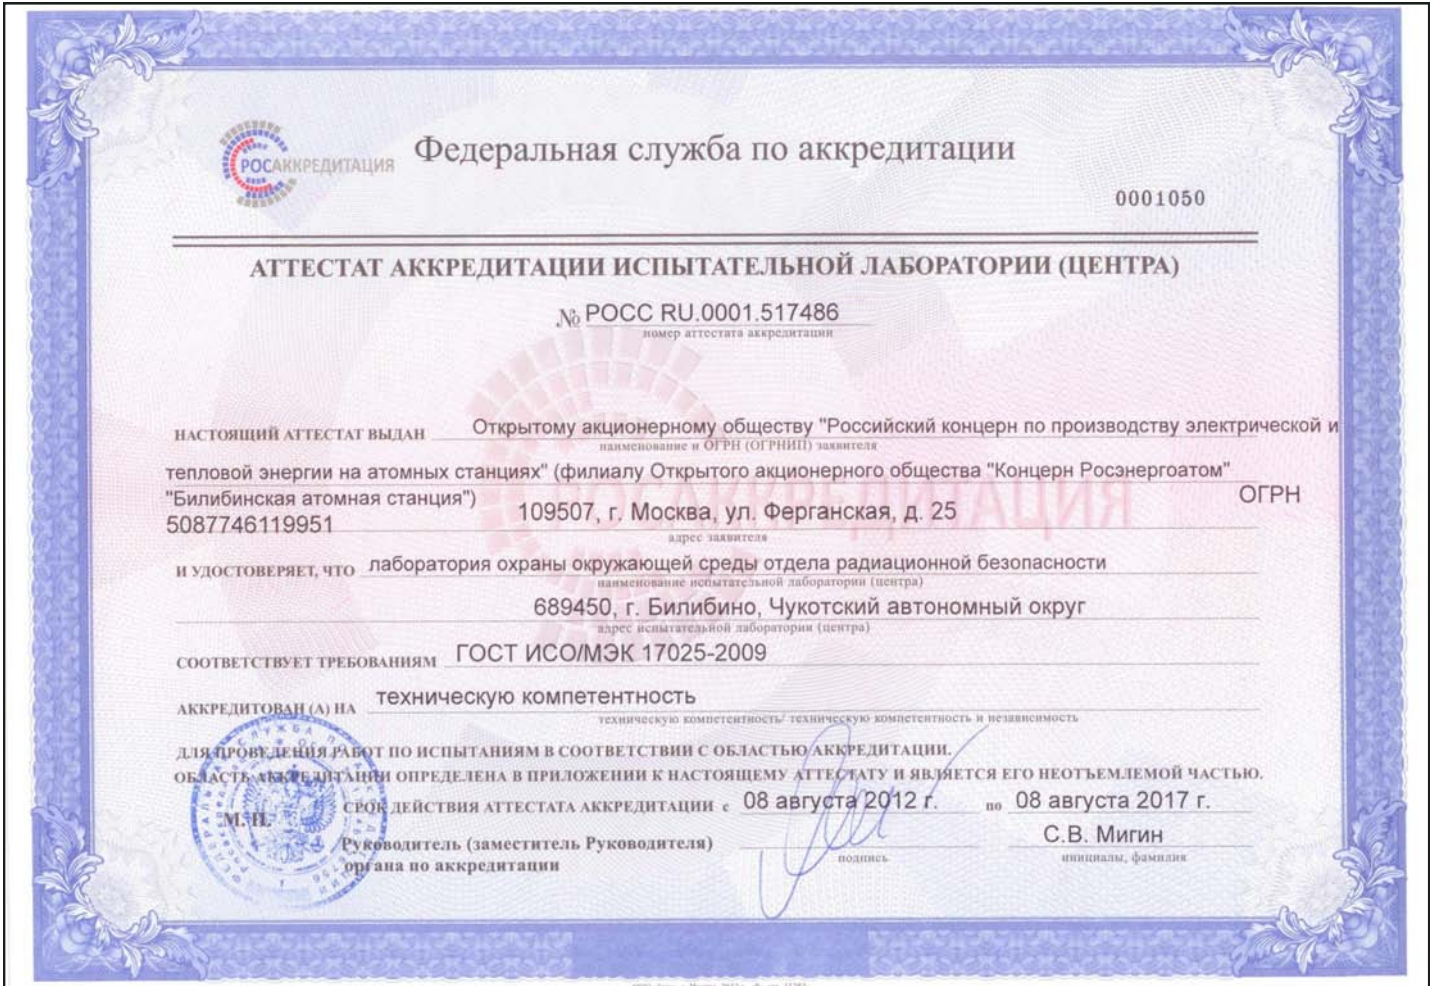 РОСАККРЕДИТАЦИЯ
Федеральная служба по аккредитации
0001050
АТТЕСТАТ АККРЕДИТАЦИИ ИСПЫТАТЕЛЬНОЙ ЛАБОРАТОРИИ (ЦЕНТРА)
№ РОСС RU.0001.517486
номер аттестата аккредитации
НАСТОЯЩИЙ АТТЕСТАТ ВЫДАН Открытому акционерному обществу "Российский концерн по производству электрической и
наименование и ОГРН (ОГРНИП) заявителя
тепловой энергии на атомных станциях" (филиалу Открытого акционерного общества "Концерн Росэнергоатом"
"Билибинская атомная станция") ОГРН
5087746119951 109507, г. Москва, ул. Ферганская, д. 25
адрес заявителя
РОСАККРЕДИТАЦИЯ
И УДОСТОВЕРЯЕТ, ЧТО лаборатория охраны окружающей среды отдела радиационной безопасности
наименование испытательной лаборатории (центра)
689450, г. Билибино, Чукотский автономный округ
адрес испытательной лаборатории (центра)
СООТВЕТСТВУЕТ ТРЕБОВАНИЯМ ГОСТ ИСО/МЭК 17025-2009
АККРЕДИТОВАН (А) НА техническую компетентность
техническую компетентность/ техническую компетентность и независимость
ДЛЯ ПРОВЕДЕНИЯ РАБОТ ПО ИСПЫТАНИЯМ В СООТВЕТСТВИИ С ОБЛАСТЬЮ АККРЕДИТАЦИИ.
ОБЛАСТЬ АККРЕДИТАЦИИ ОПРЕДЕЛЕНА В ПРИЛОЖЕНИИ К НАСТОЯЩЕМУ АТТЕСТАТУ И ЯВЛЯЕТСЯ ЕГО НЕОТЪЕМЛЕМОЙ ЧАСТЬЮ.
СРОК ДЕЙСТВИЯ АТТЕСТАТА АККРЕДИТАЦИИ с 08 августа 2012 г. по 08 августа 2017 г.
М. П.
Руководитель (заместитель Руководителя) С.В. Мигин
органа по аккредитации подпись инициалы, фамилия